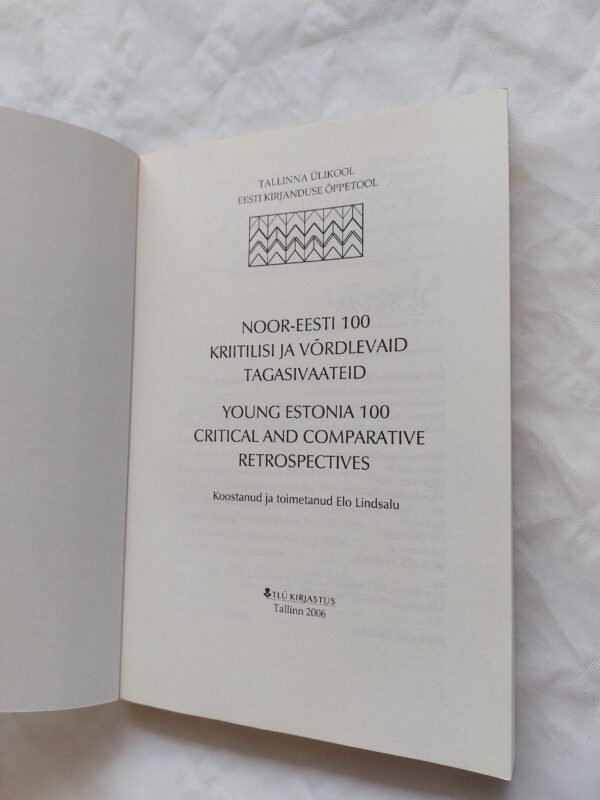 TALLINNA ÜLIKOOL
EESTI KIRJANDUSE ÕPPETOOL
NOOR-EESTI 100
KRIITILISI JA VÕRDLEVAID
TAGASIVAATEID
YOUNG ESTONIA 100
CRITICAL AND COMPARATIVE
RETROSPECTIVES
Koostanud ja toimetanud Elo Lindsalu
TLÜ KIRJASTUS
Tallinn 2006